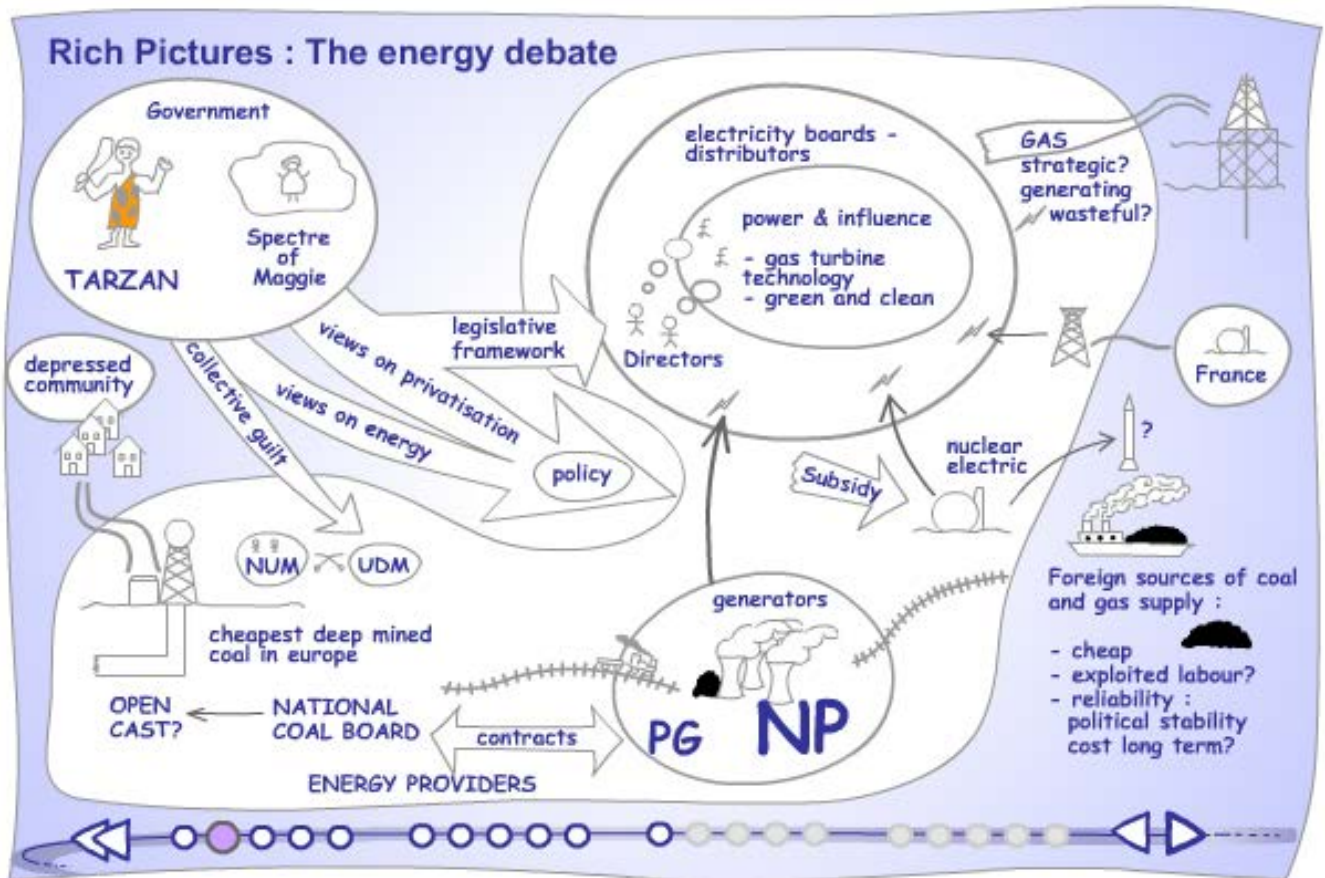 Rich Pictures : The energy debate
Government
TARZAN
Spectre
of
Maggie
electricity boards -
distributors
power & influence
£
£
- gas turbine
technology
- green and clean
Directors
GAS
strategic?
generating
wasteful?
legislative
framework
views on privatisation
views on energy
collective guilt
policy
depressed
community
France
nuclear
electric
?
Subsidy
NUM
UDM
cheapest deep mined
coal in europe
OPEN
CAST?
NATIONAL
COAL BOARD
contracts
ENERGY PROVIDERS
generators
PG
NP
Foreign sources of coal
and gas supply :
- cheap
- exploited labour?
- reliability :
political stability
cost long term?